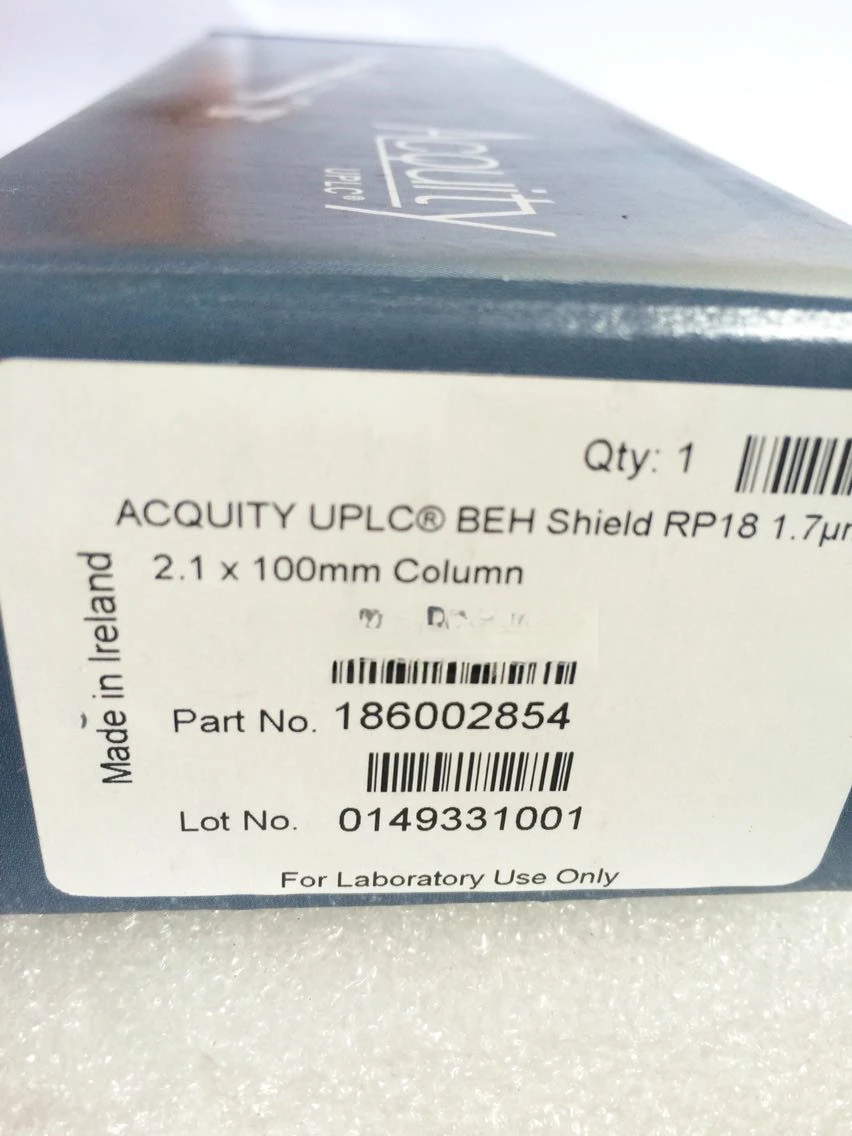 Acquity
UPLC®
Qty: 1
ACQUITY UPLC® BEH Shield RP18 1.7µ
2.1 x 100mm Column
Made in Ireland
Part No. 186002854
Lot No. 0149331001
For Laboratory Use Only